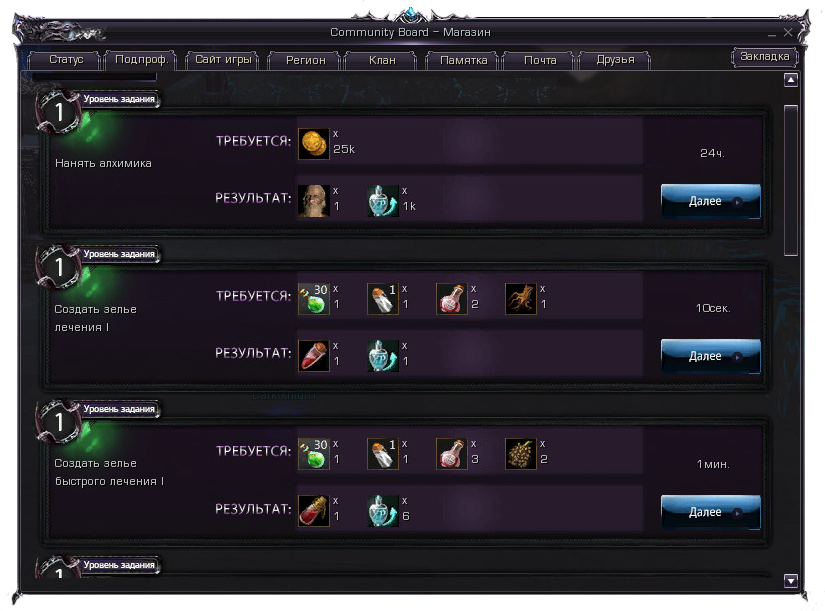 Community Board - Магазин
Статус Подпроф. Сайт игры Регион Клан Памятка Почта Друзья Закладка
1 Уровень задания
ТРЕБУЕТСЯ: x 25k
Нанять алхимика
24ч.
РЕЗУЛЬТАТ: x 1 x 1k
Далее
1 Уровень задания
ТРЕБУЕТСЯ: 30 x 1 1 x 1 x 2 x 1
Создать зелье
лечения I
10сек.
РЕЗУЛЬТАТ: x 1 x 1
Далее
Darkknight
1 Уровень задания
ТРЕБУЕТСЯ: 30 x 1 1 x 1 x 3 x 2
Создать зелье
быстрого лечения I
1мин.
РЕЗУЛЬТАТ: x 1 x 6
Далее
1 Уровень задания